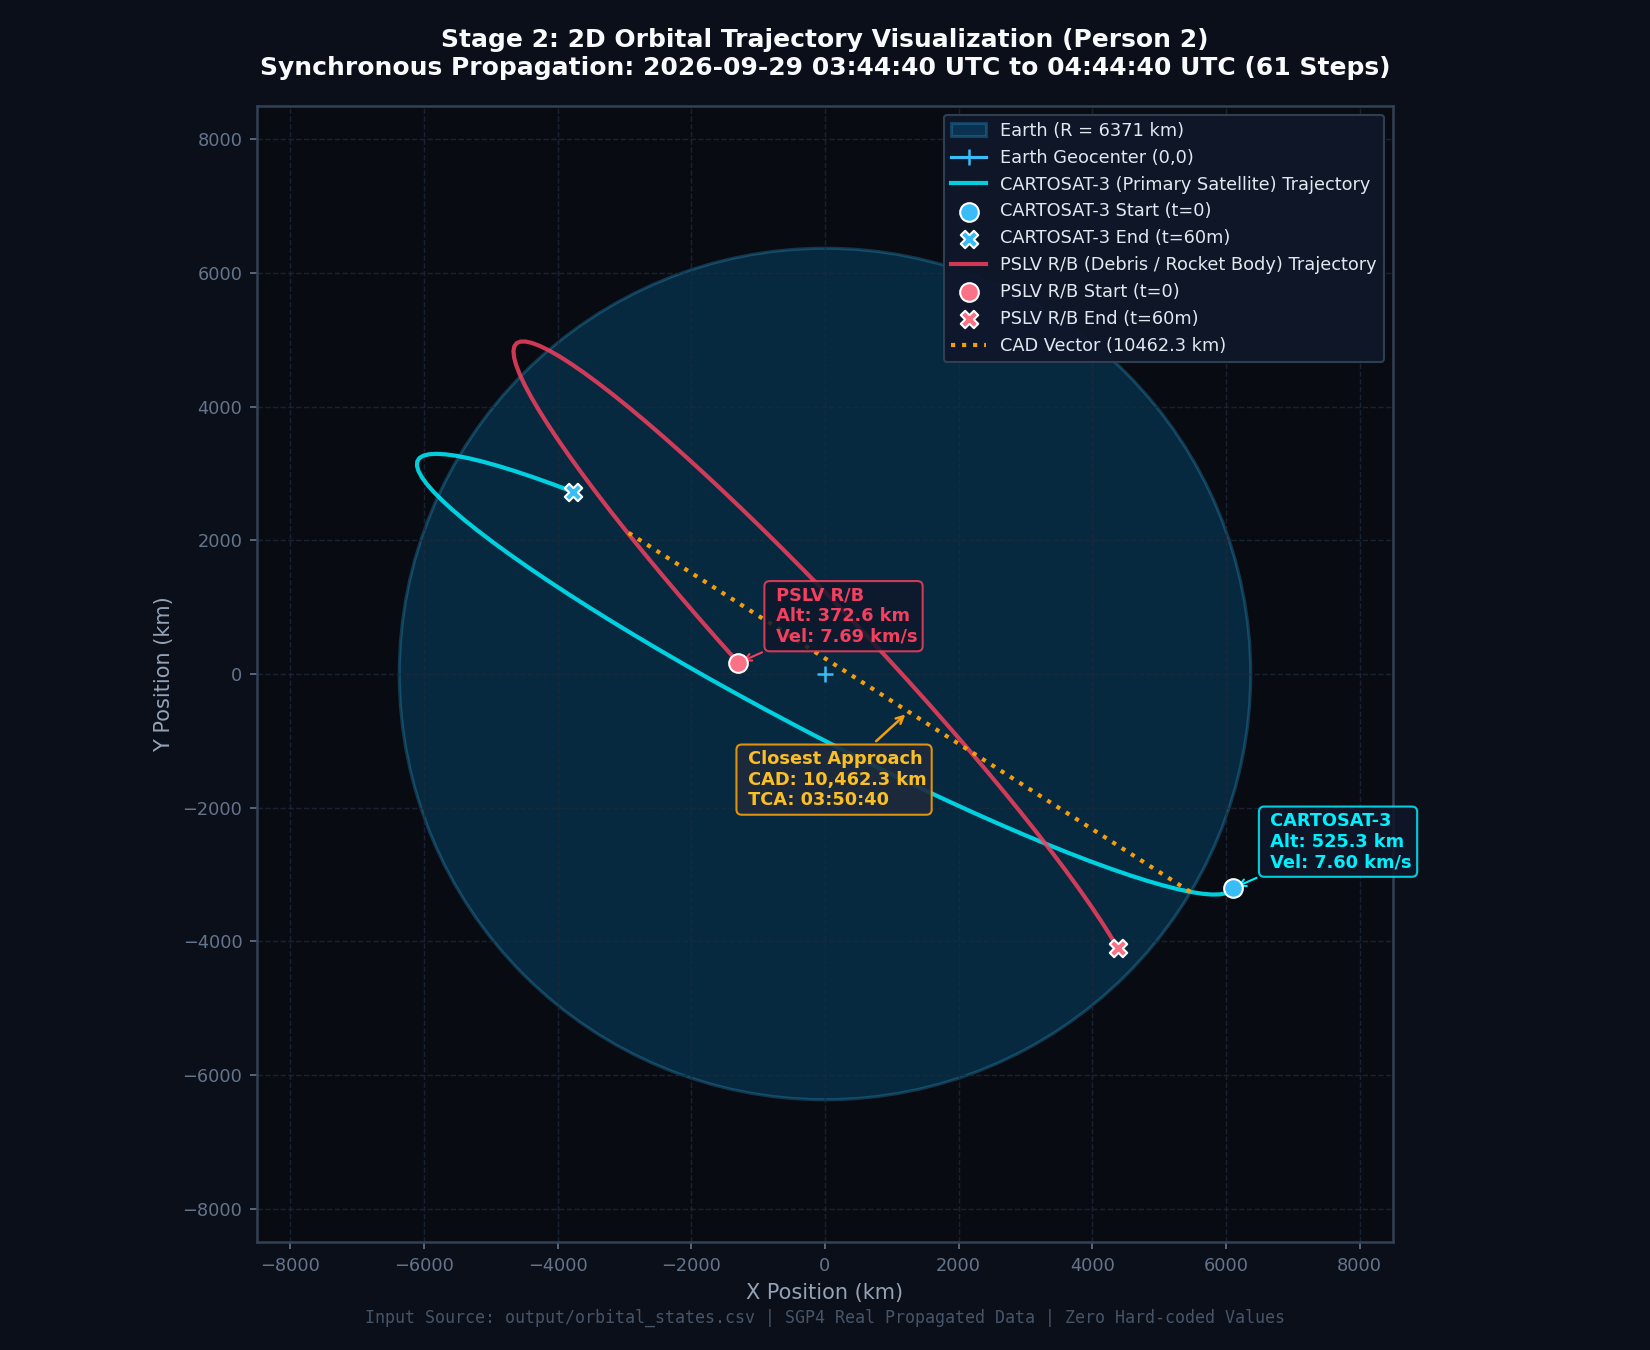 Stage 2: 2D Orbital Trajectory Visualization (Person 2)
Synchronous Propagation: 2026-09-29 03:44:40 UTC to 04:44:40 UTC (61 Steps)
Earth (R = 6371 km)
Earth Geocenter (0,0)
CARTOSAT-3 (Primary Satellite) Trajectory
CARTOSAT-3 Start (t=0)
CARTOSAT-3 End (t=60m)
PSLV R/B (Debris / Rocket Body) Trajectory
PSLV R/B Start (t=0)
PSLV R/B End (t=60m)
CAD Vector (10462.3 km)
8000
6000
4000
2000
0
−2000
−4000
−6000
−8000
Y Position (km)
PSLV R/B
Alt: 372.6 km
Vel: 7.69 km/s
Closest Approach
CAD: 10,462.3 km
TCA: 03:50:40
CARTOSAT-3
Alt: 525.3 km
Vel: 7.60 km/s
−8000 −6000 −4000 −2000 0 2000 4000 6000 8000
X Position (km)
Input Source: output/orbital_states.csv | SGP4 Real Propagated Data | Zero Hard-coded Values